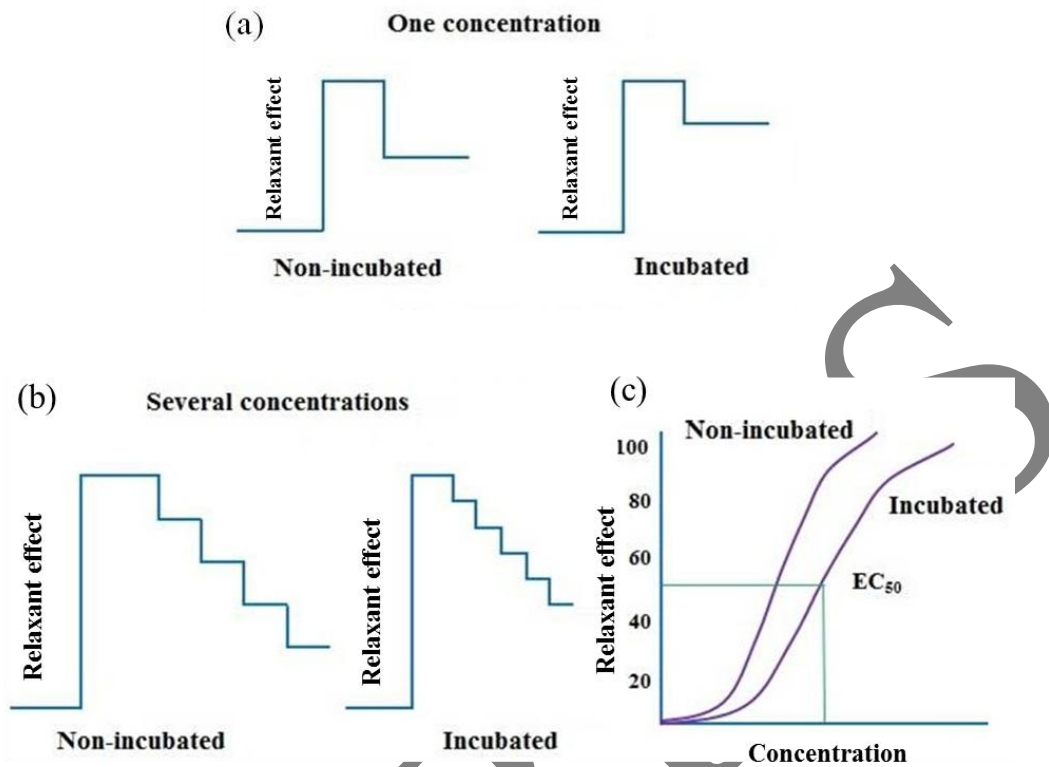 (a)
One concentration
Relaxant effect
Relaxant effect
Non-incubated
Incubated
(b)
Several concentrations
Relaxant effect
Relaxant effect
Non-incubated
Incubated
(c)
Non-incubated
Incubated
EC₅₀
Relaxant effect
100
80
60
40
20
Concentration